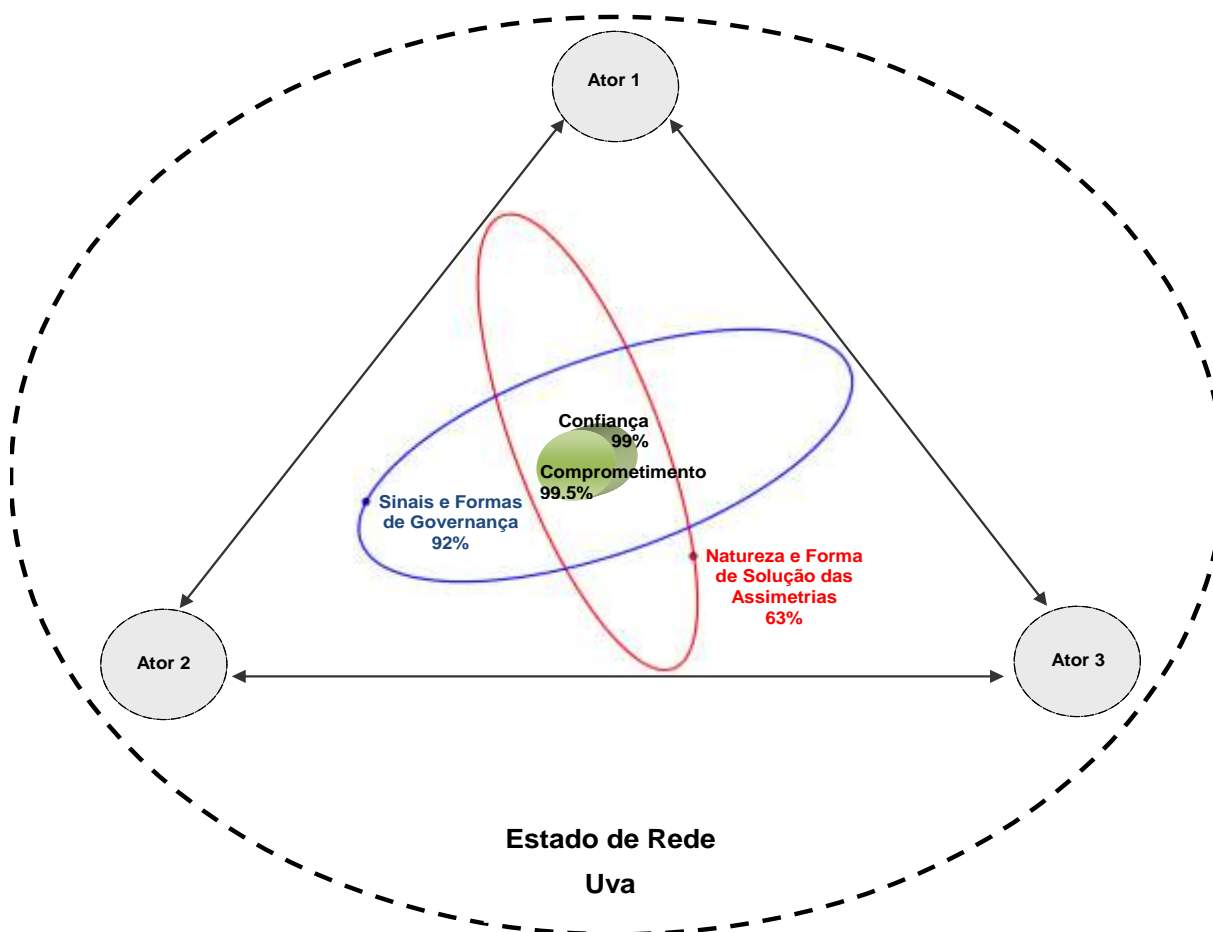 Ator 1
Confiança
99%
Comprometimento
99.5%
Sinais e Formas
de Governança
92%
Natureza e Forma
de Solução das
Assimetrias
63%
Ator 2
Ator 3
Estado de Rede
Uva